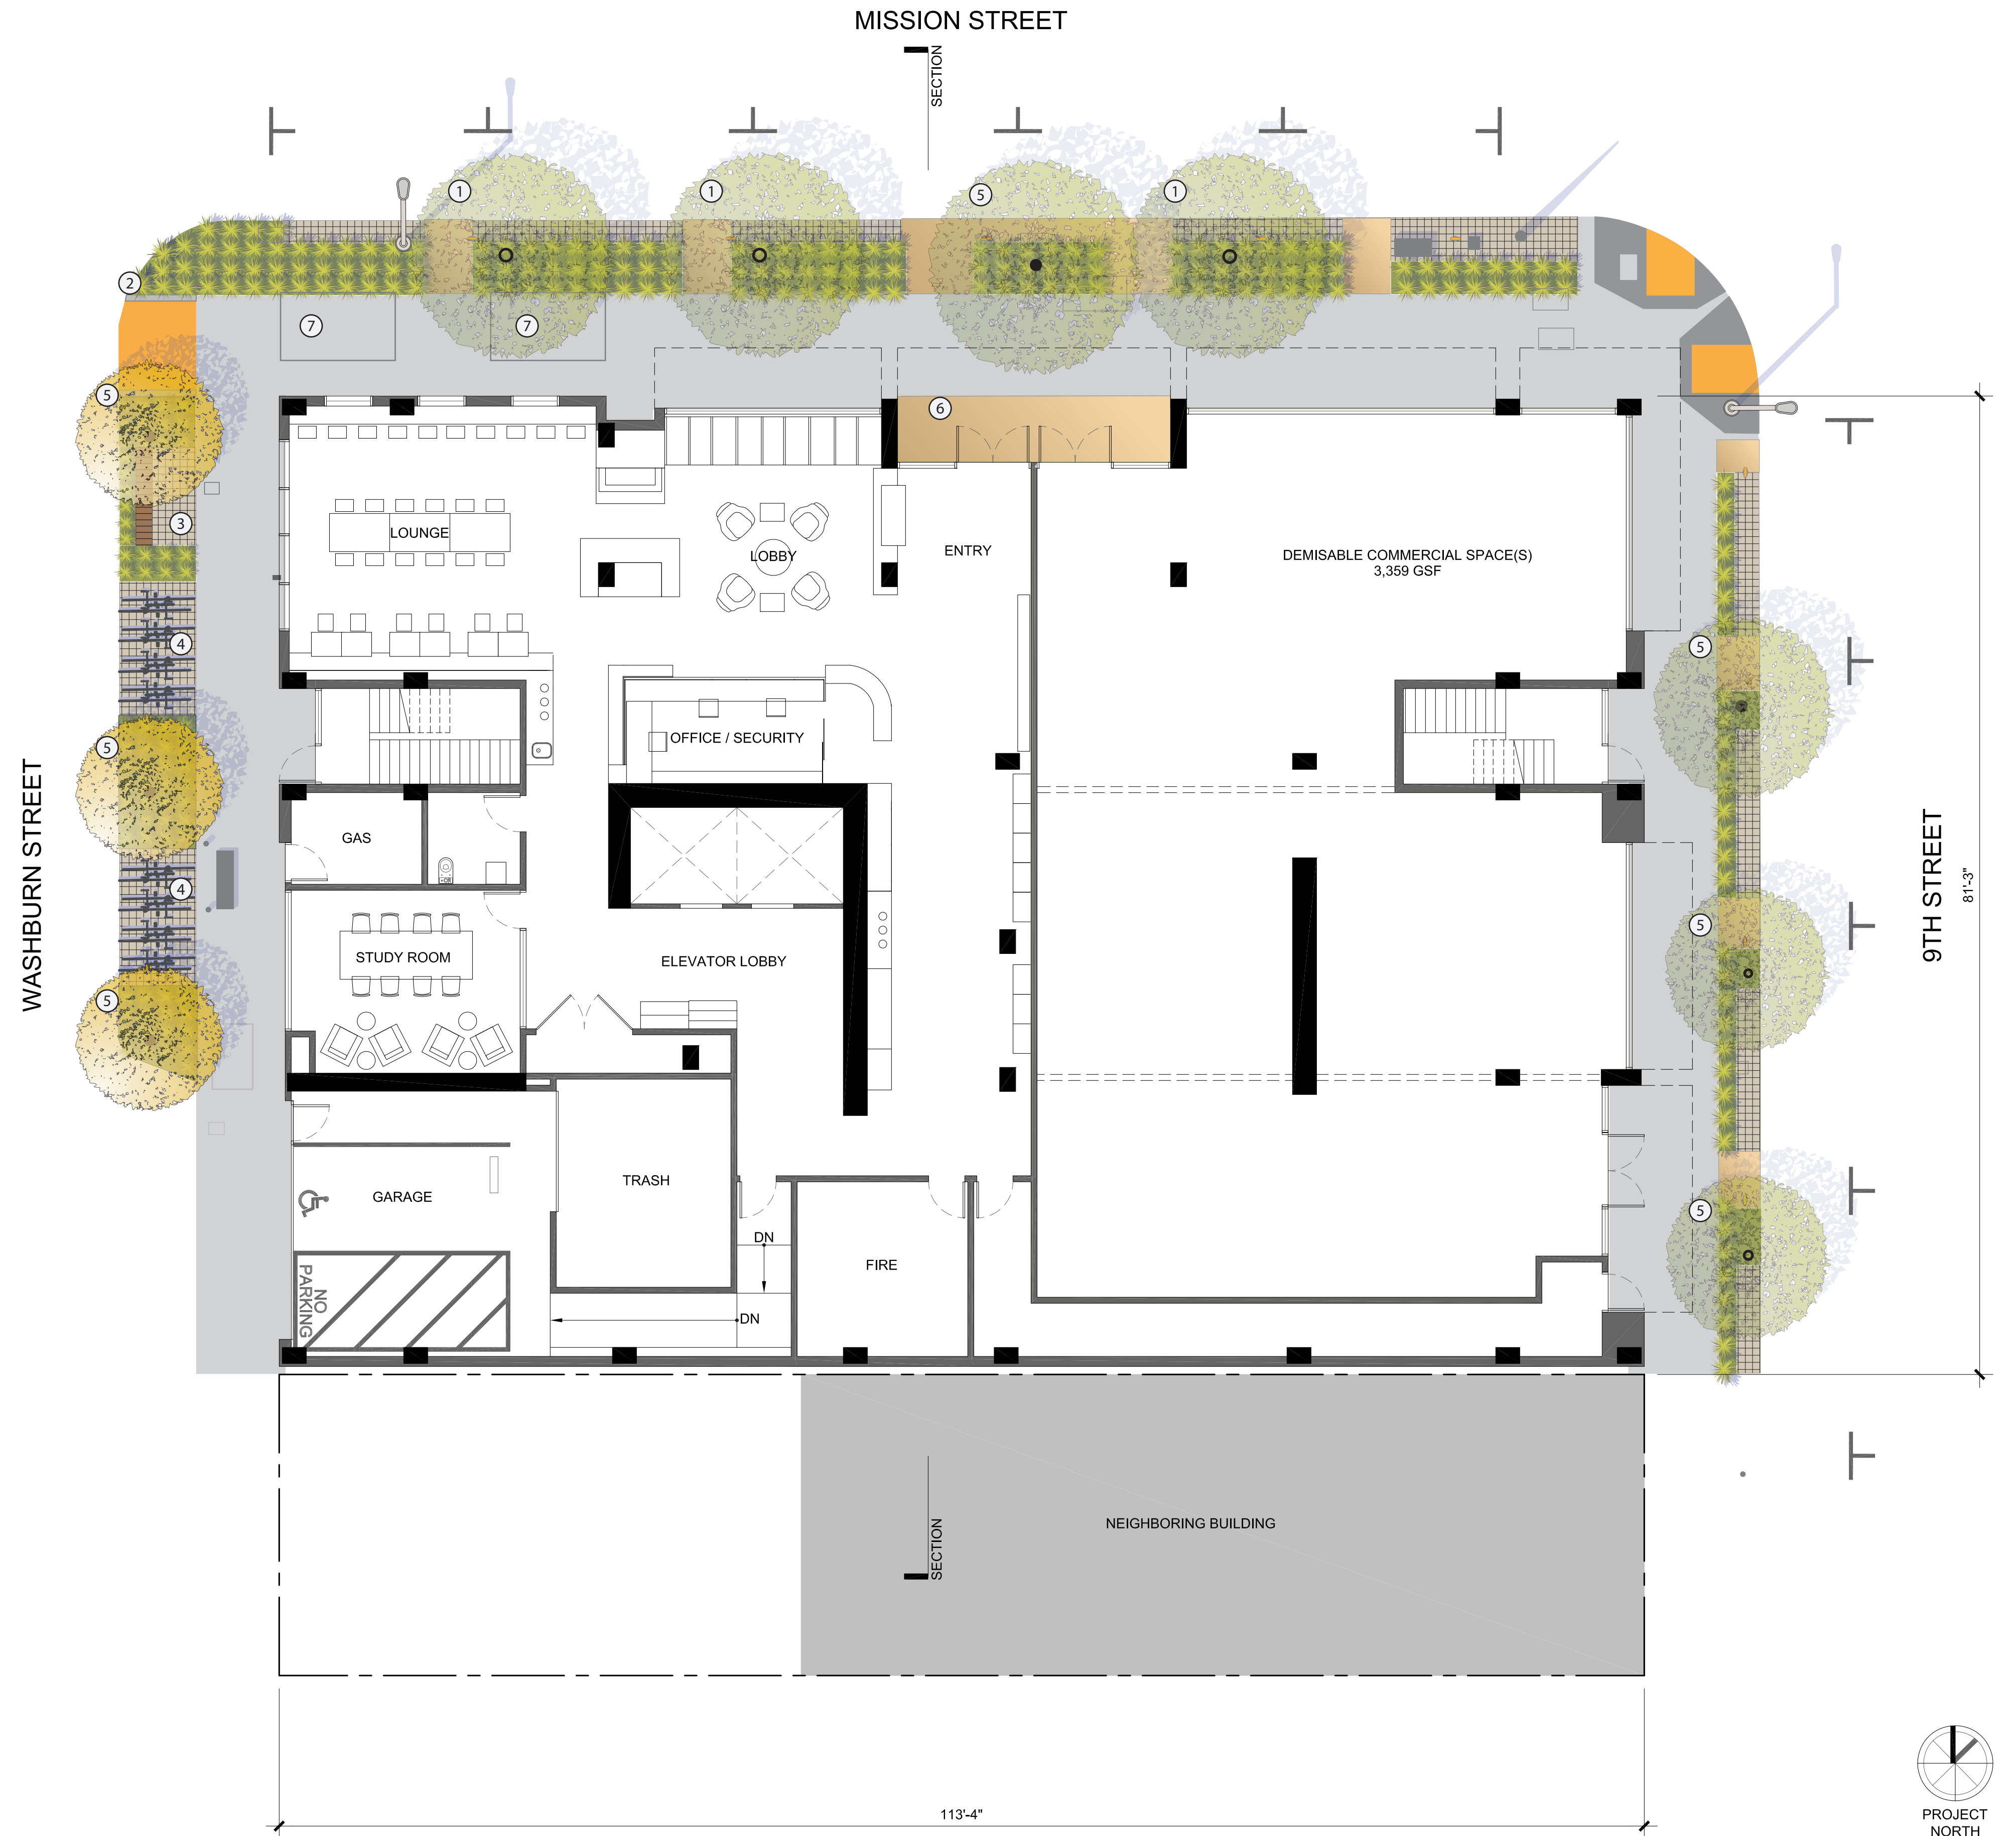 MISSION STREET
SECTION
1
1
5
1
2
7
7
5
6
3
LOUNGE
LOBBY
ENTRY
DEMISABLE COMMERCIAL SPACE(S)
3,359 GSF
4
5
OFFICE / SECURITY
5
WASHBURN STREET
GAS
4
9TH STREET
81'-3"
5
STUDY ROOM
ELEVATOR LOBBY
5
GARAGE
TRASH
5
DN
FIRE
NO
PARKING
DN
SECTION
NEIGHBORING BUILDING
113'-4"
PROJECT
NORTH